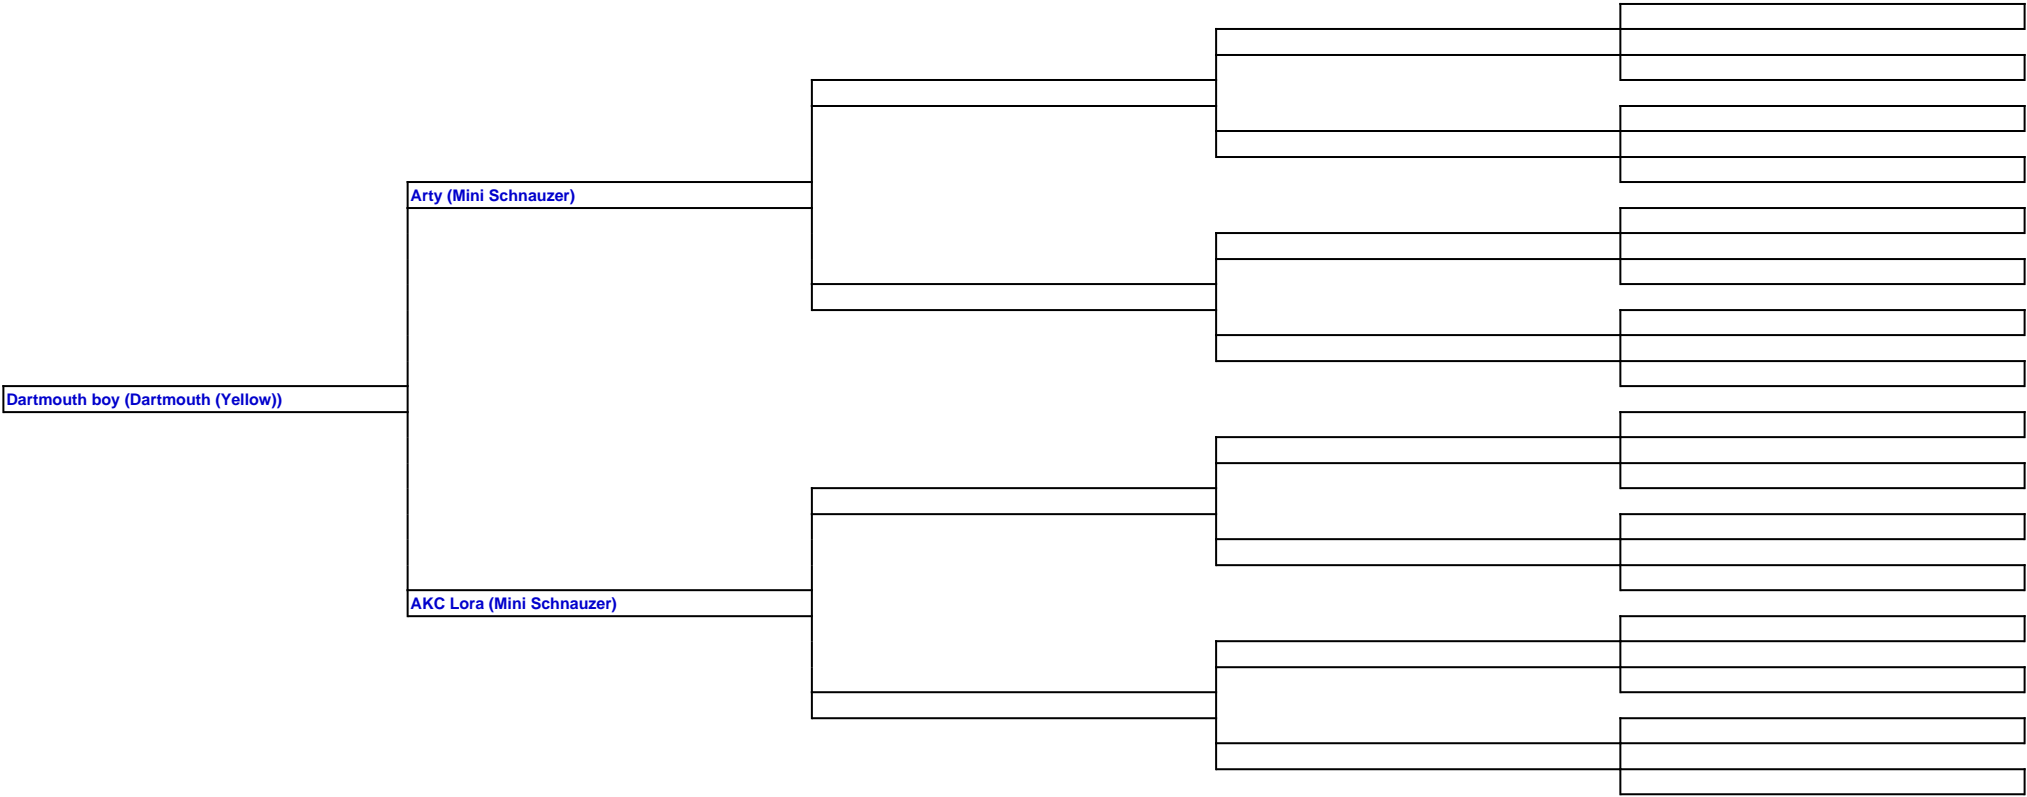 Arty (Mini Schnauzer)
Dartmouth boy (Dartmouth (Yellow))
AKC Lora (Mini Schnauzer)